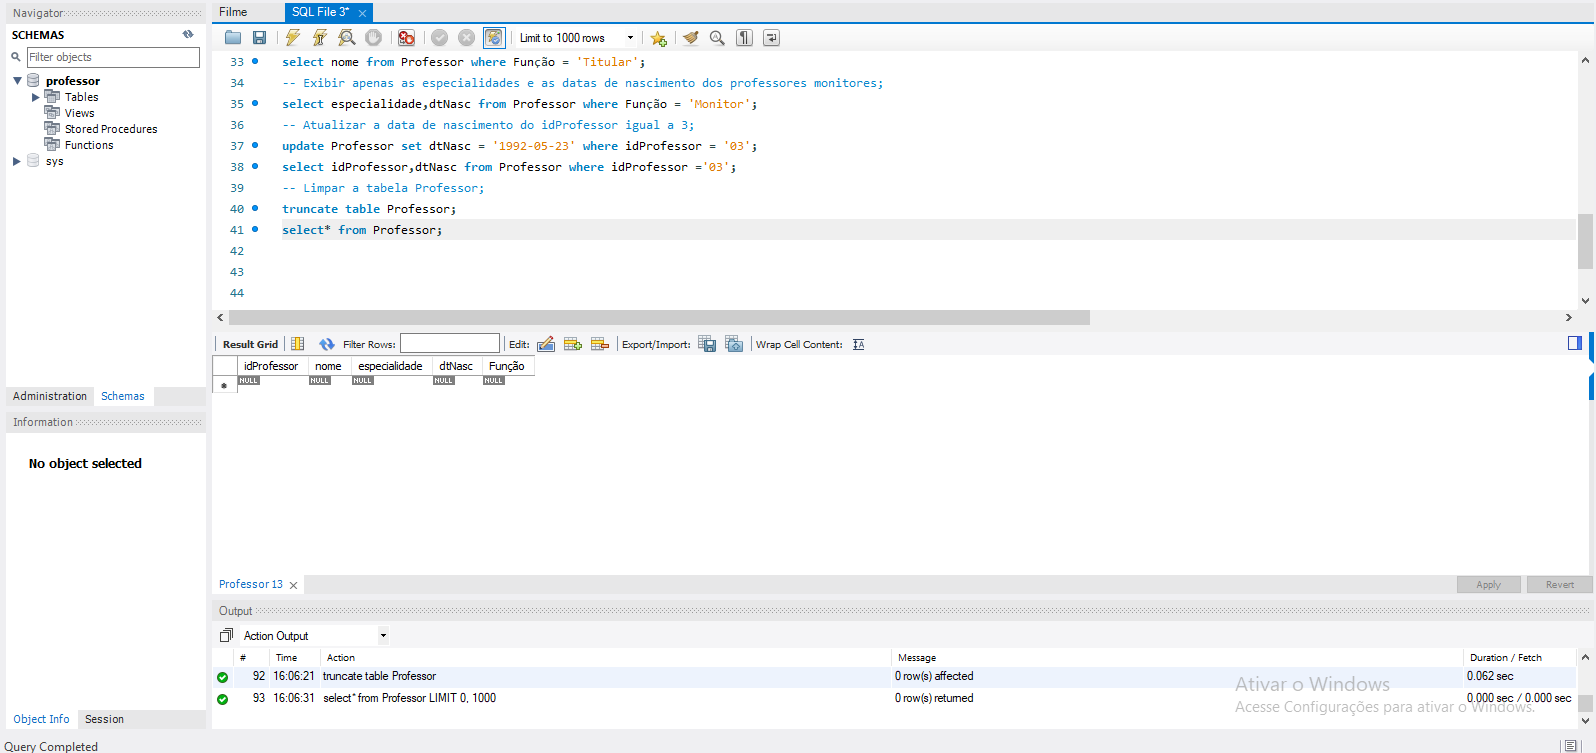 Navigator
SCHEMAS
Filter objects
professor
Tables
Views
Stored Procedures
Functions
sys
Administration Schemas
Information
No object selected
Object Info Session
Query Completed
Filme SQL File 3*
Limit to 1000 rows
33 select nome from Professor where Função = 'Titular';
34 -- Exibir apenas as especialidades e as datas de nascimento dos professores monitores;
35 select especialidade,dtNasc from Professor where Função = 'Monitor';
36 -- Atualizar a data de nascimento do idProfessor igual a 3;
37 update Professor set dtNasc = '1992-05-23' where idProfessor = '03';
38 select idProfessor,dtNasc from Professor where idProfessor ='03';
39 -- Limpar a tabela Professor;
40 truncate table Professor;
41 select* from Professor;
42
43
44
Result Grid Filter Rows: Edit: Export/Import: Wrap Cell Content: IA
idProfessor nome especialidade dtNasc Função
NULL NULL NULL NULL NULL
Professor 13 Apply Revert
Output
Action Output
# Time Action Message Duration / Fetch
92 16:06:21 truncate table Professor 0 row(s) affected 0.062 sec
93 16:06:31 select* from Professor LIMIT 0, 1000 0 row(s) returned 0.000 sec / 0.000 sec
Ativar o Windows
Acesse Configurações para ativar o Windows.